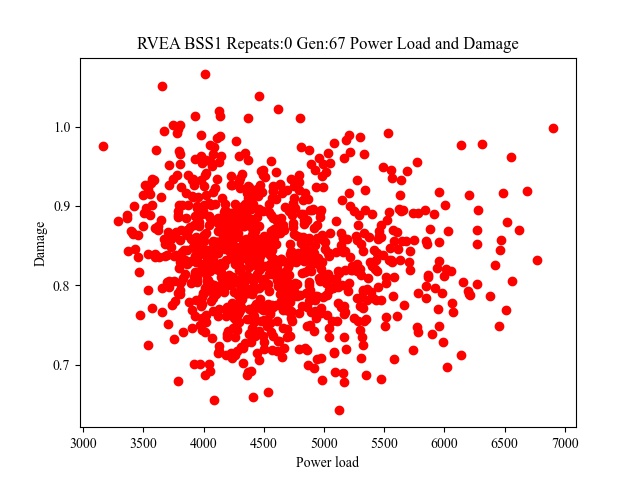 RVEA BSS1 Repeats:0 Gen:67 Power Load and Damage
1.0
0.9
0.8
0.7
Damage
3000 3500 4000 4500 5000 5500 6000 6500 7000
Power load